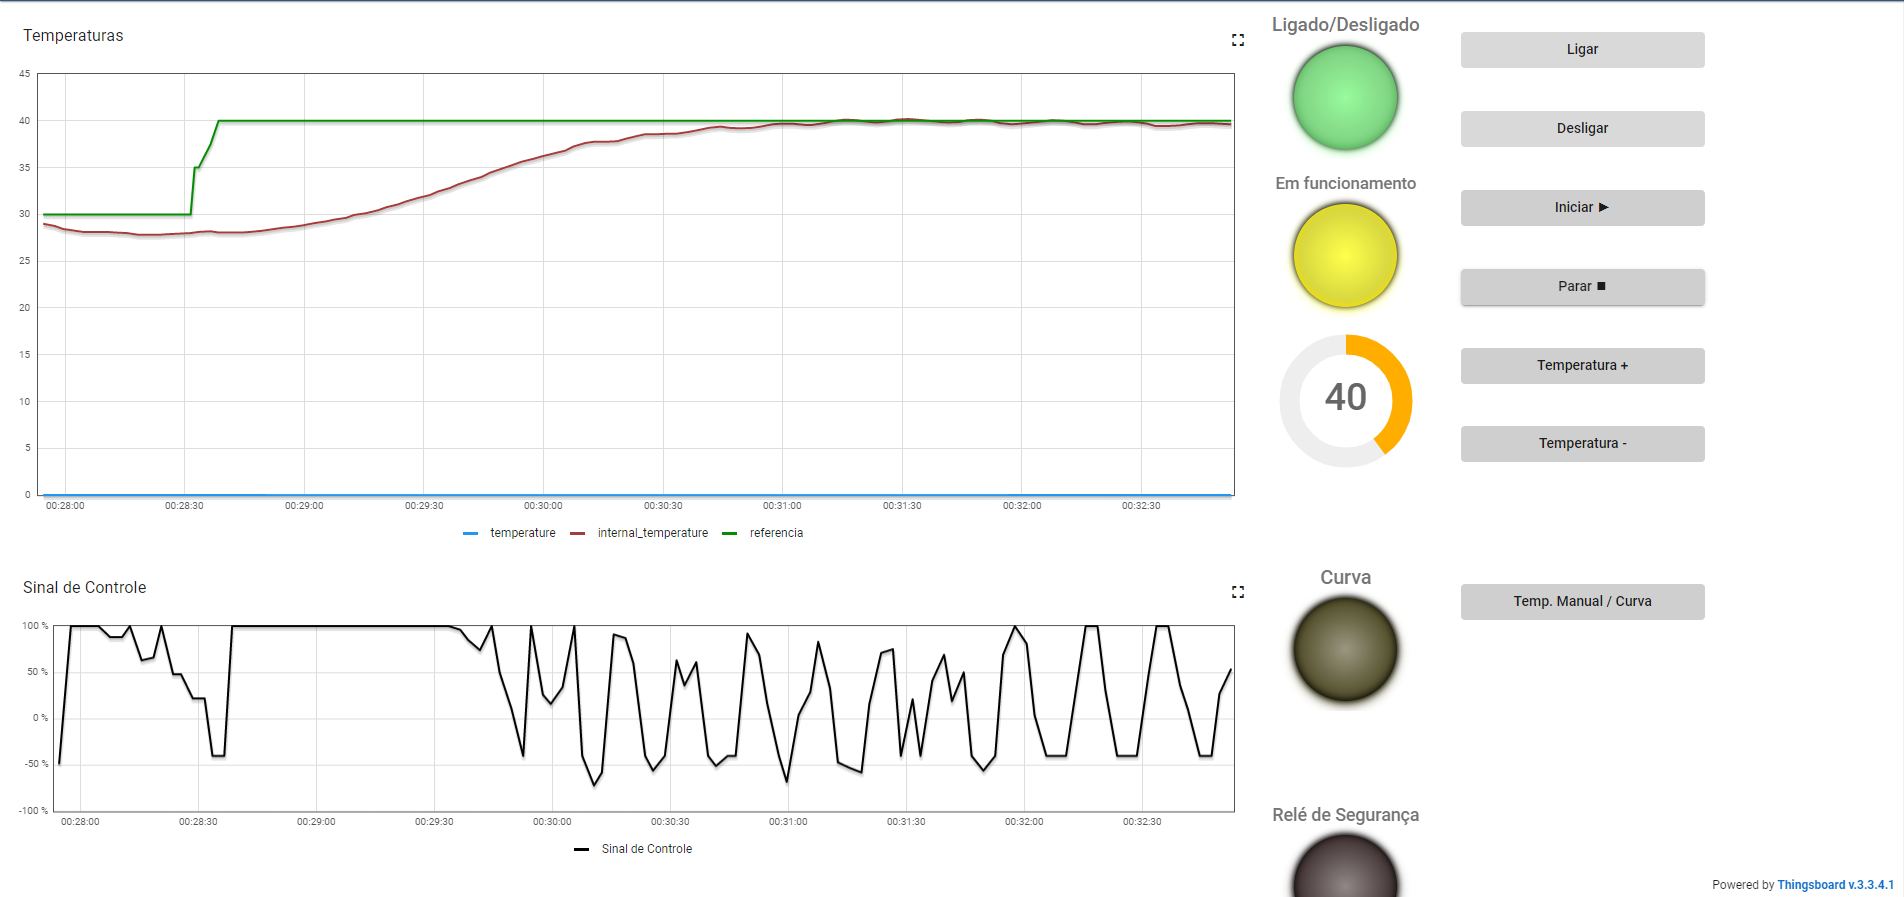 Temperaturas
45
40
35
30
25
20
15
10
5
0
00:28:00 00:28:30 00:29:00 00:29:30 00:30:00 00:30:30 00:31:00 00:31:30 00:32:00 00:32:30
temperature internal_temperature referencia
Sinal de Controle
100 %
50 %
0 %
-50 %
-100 %
00:28:00 00:28:30 00:29:00 00:29:30 00:30:00 00:30:30 00:31:00 00:31:30 00:32:00 00:32:30
Sinal de Controle
Ligado/Desligado
Em funcionamento
40
Curva
Relé de Segurança
Ligar
Desligar
Iniciar ▶
Parar ■
Temperatura +
Temperatura -
Temp. Manual / Curva
Powered by Thingsboard v.3.3.4.1